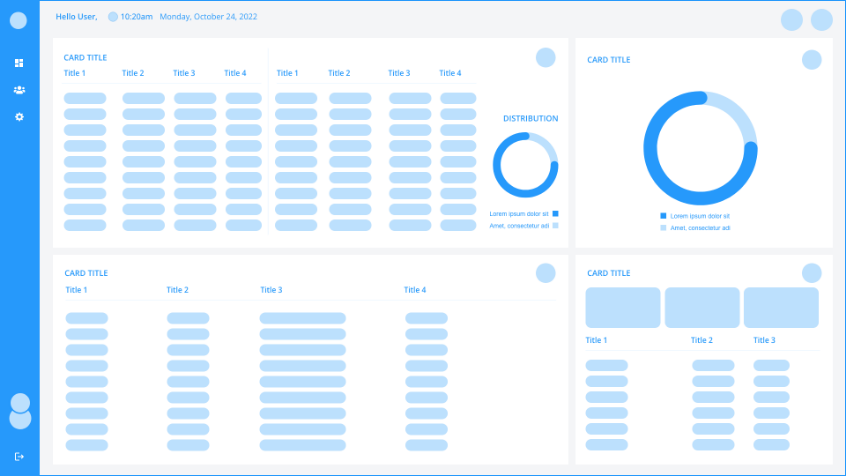 Hello User, 10:20am Monday, October 24, 2022
CARD TITLE
Title 1 Title 2 Title 3 Title 4 Title 1 Title 2 Title 3 Title 4
DISTRIBUTION
Lorem ipsum dolor sit
Amet, consectetur adi
CARD TITLE
Lorem ipsum dolor sit
Amet, consectetur adi
CARD TITLE
Title 1 Title 2 Title 3 Title 4
CARD TITLE
Title 1 Title 2 Title 3